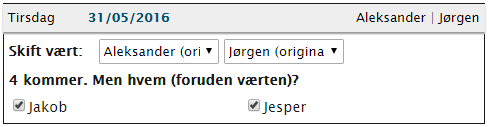 Tirsdag 31/05/2016 Aleksander | Jørgen
Skift vært: Aleksander (ori Jørgen (origina
4 kommer. Men hvem (foruden værten)?
Jakob Jesper